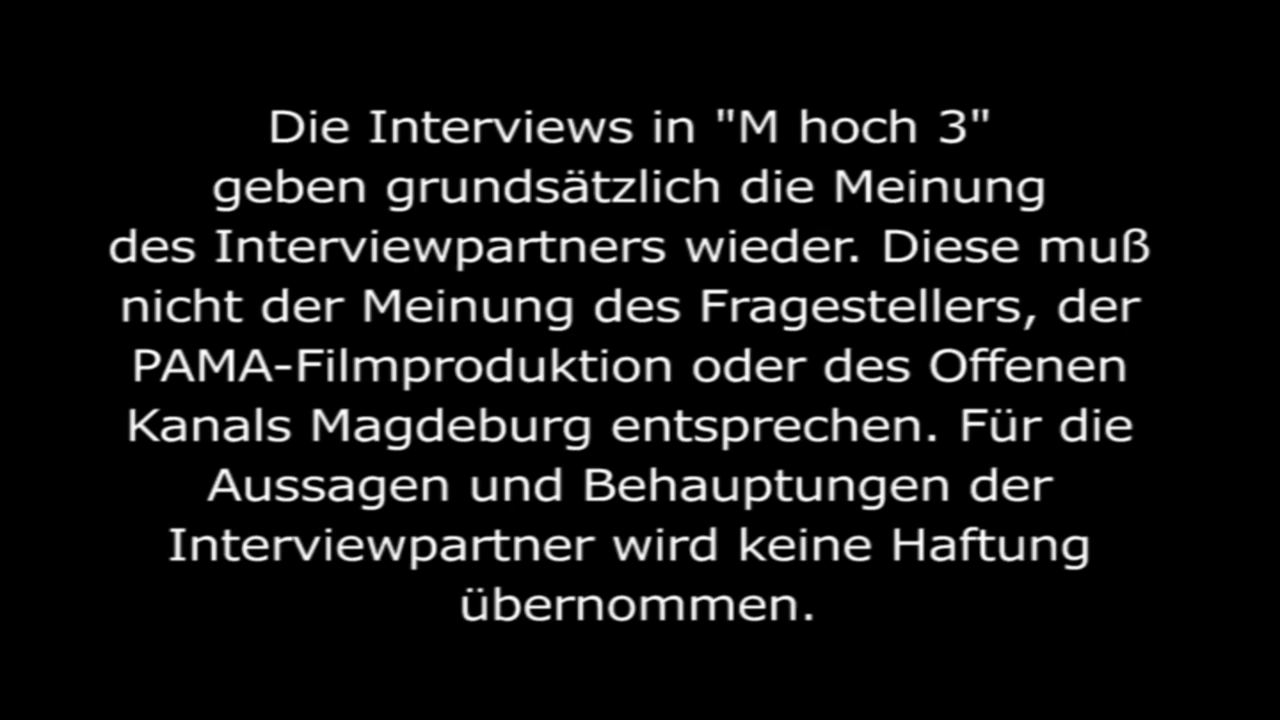 Die Interviews in "M hoch 3"
geben grundsätzlich die Meinung
des Interviewpartners wieder. Diese muß
nicht der Meinung des Fragestellers, der
PAMA-Filmproduktion oder des Offenen
Kanals Magdeburg entsprechen. Für die
Aussagen und Behauptungen der
Interviewpartner wird keine Haftung
übernommen.